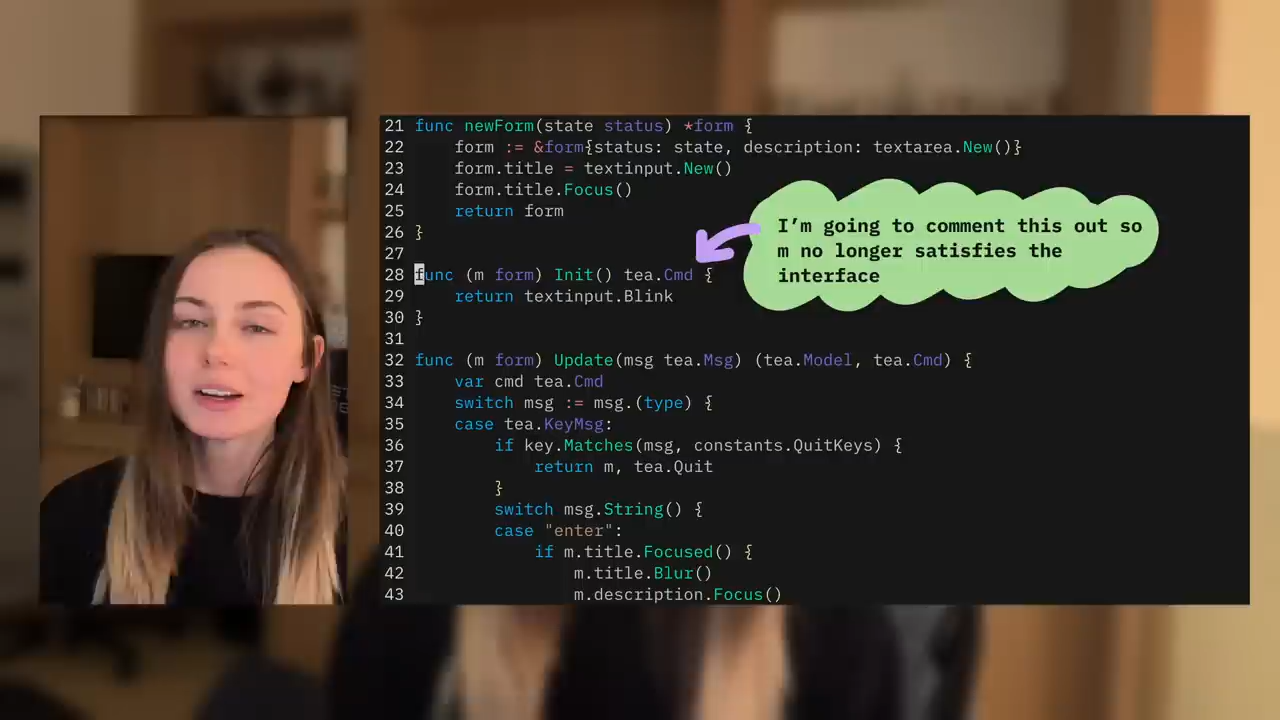 21 func newForm(state status) *form {
22     form := &form{status: state, description: textarea.New()}
23     form.title = textinput.New()
24     form.title.Focus()
25     return form
26 }
27
28 func (m form) Init() tea.Cmd {
29     return textinput.Blink
30 }
31
32 func (m form) Update(msg tea.Msg) (tea.Model, tea.Cmd) {
33     var cmd tea.Cmd
34     switch msg := msg.(type) {
35     case tea.KeyMsg:
36         if key.Matches(msg, constants.QuitKeys) {
37             return m, tea.Quit
38         }
39         switch msg.String() {
40         case "enter":
41             if m.title.Focused() {
42                 m.title.Blur()
43                 m.description.Focus()
I’m going to comment this out so
m no longer satisfies the
interface